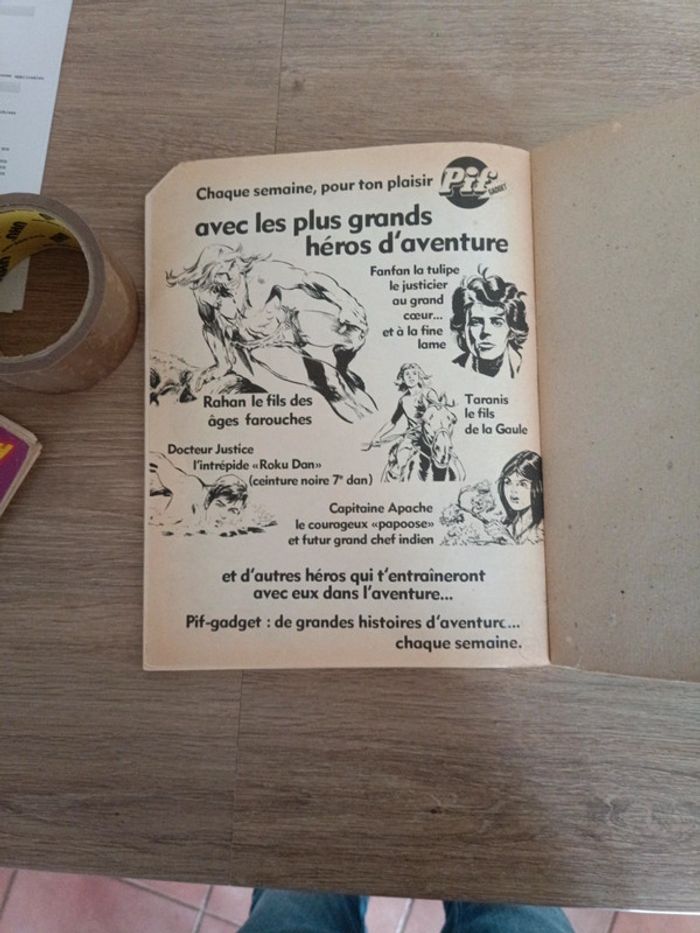 Chaque semaine, pour ton plaisir
Pif
GADGET
avec les plus grands
héros d'aventure
Fanfan la tulipe
le justicier
au grand
cœur...
et à la fine
lame
Rahan le fils des
âges farouches
Taranis
le fils
de la Gaule
Docteur Justice
l'intrépide «Roku Dan»
(ceinture noire 7e dan)
Capitaine Apache
le courageux «papoose»
et futur grand chef indien
et d'autres héros qui t'entraîneront
avec eux dans l'aventure...
Pif-gadget : de grandes histoires d'aventure...
chaque semaine.